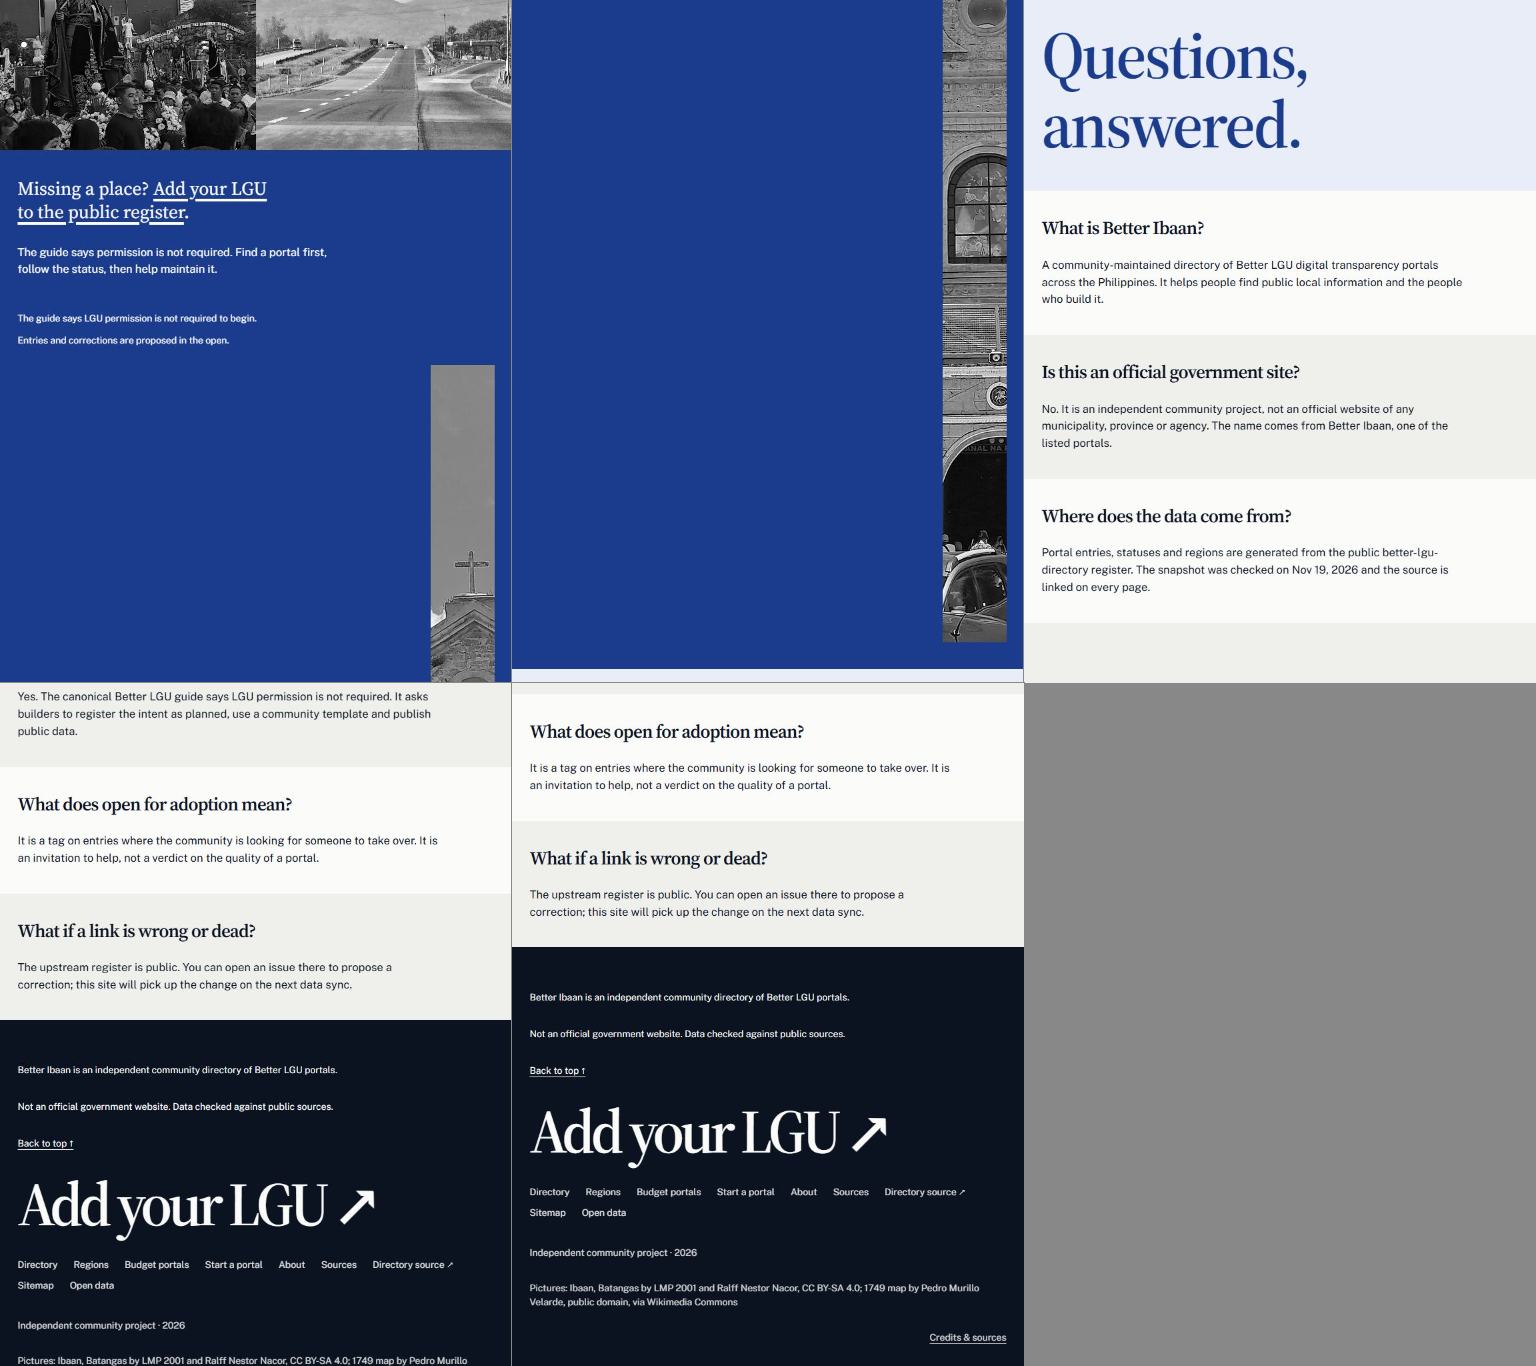 Missing a place? Add your LGU
to the public register.
The guide says permission is not required. Find a portal first,
follow the status, then help maintain it.
The guide says LGU permission is not required to begin.
Entries and corrections are proposed in the open.
Questions,
answered.
What is Better Ibaan?
A community-maintained directory of Better LGU digital transparency portals
across the Philippines. It helps people find public local information and the people
who build it.
Is this an official government site?
No. It is an independent community project, not an official website of any
municipality, province or agency. The name comes from Better Ibaan, one of the
listed portals.
Where does the data come from?
Portal entries, statuses and regions are generated from the public better-lgu-
directory register. The snapshot was checked on Nov 19, 2026 and the source is
linked on every page.
Yes. The canonical Better LGU guide says LGU permission is not required. It asks
builders to register the intent as planned, use a community template and publish
public data.
What does open for adoption mean?
It is a tag on entries where the community is looking for someone to take over. It is
an invitation to help, not a verdict on the quality of a portal.
What if a link is wrong or dead?
The upstream register is public. You can open an issue there to propose a
correction; this site will pick up the change on the next data sync.
Better Ibaan is an independent community directory of Better LGU portals.
Not an official government website. Data checked against public sources.
Back to top ↑
Add your LGU ↗
Directory Regions Budget portals Start a portal About Sources Directory source ↗
Sitemap Open data
Independent community project · 2026
Pictures: Ibaan, Batangas by LMP 2001 and Ralff Nestor Nacor, CC BY-SA 4.0; 1749 map by Pedro Murillo
What does open for adoption mean?
It is a tag on entries where the community is looking for someone to take over. It is
an invitation to help, not a verdict on the quality of a portal.
What if a link is wrong or dead?
The upstream register is public. You can open an issue there to propose a
correction; this site will pick up the change on the next data sync.
Better Ibaan is an independent community directory of Better LGU portals.
Not an official government website. Data checked against public sources.
Back to top ↑
Add your LGU ↗
Directory Regions Budget portals Start a portal About Sources Directory source ↗
Sitemap Open data
Independent community project · 2026
Pictures: Ibaan, Batangas by LMP 2001 and Ralff Nestor Nacor, CC BY-SA 4.0; 1749 map by Pedro Murillo
Velarde, public domain, via Wikimedia Commons
Credits & sources